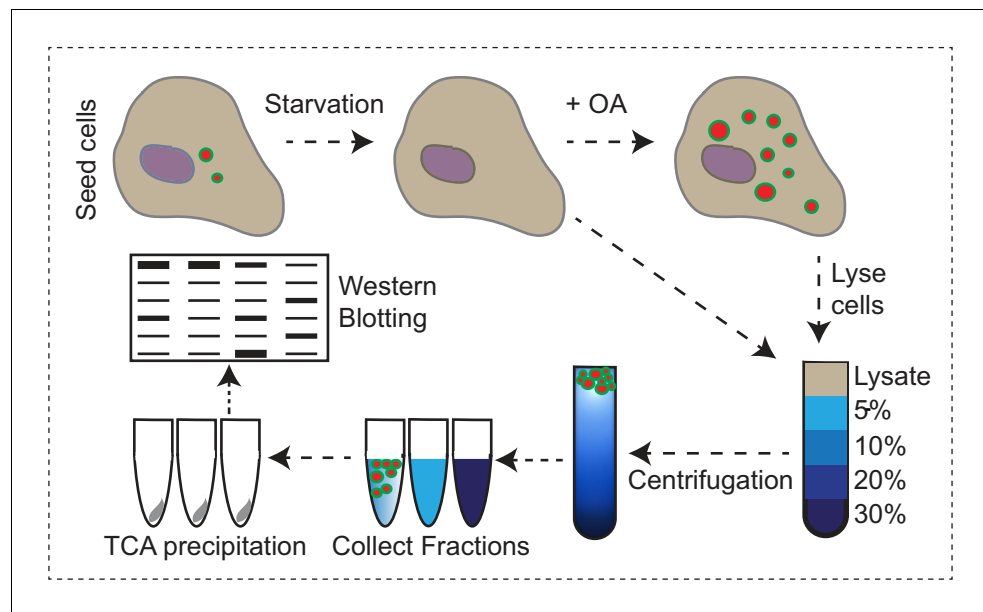 Seed cells
Starvation
+ OA
Lyse
cells
Western
Blotting
Lysate
5%
10%
20%
30%
Centrifugation
Collect Fractions
TCA precipitation